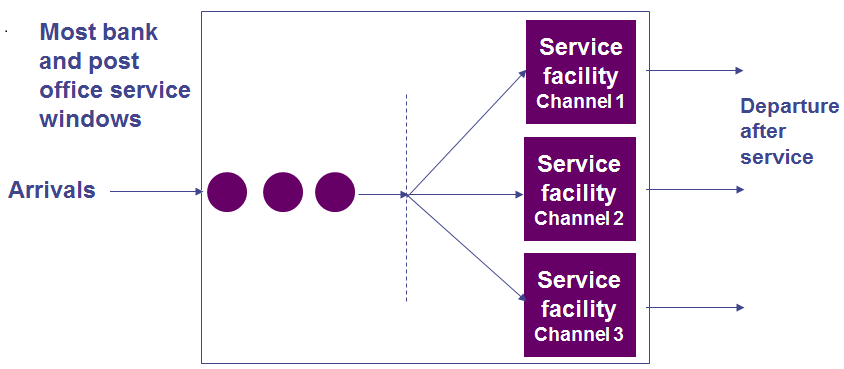 Most bank
and post
office service
windows
Arrivals
Service
facility
Channel 1
Service
facility
Channel 2
Service
facility
Channel 3
Departure
after
service